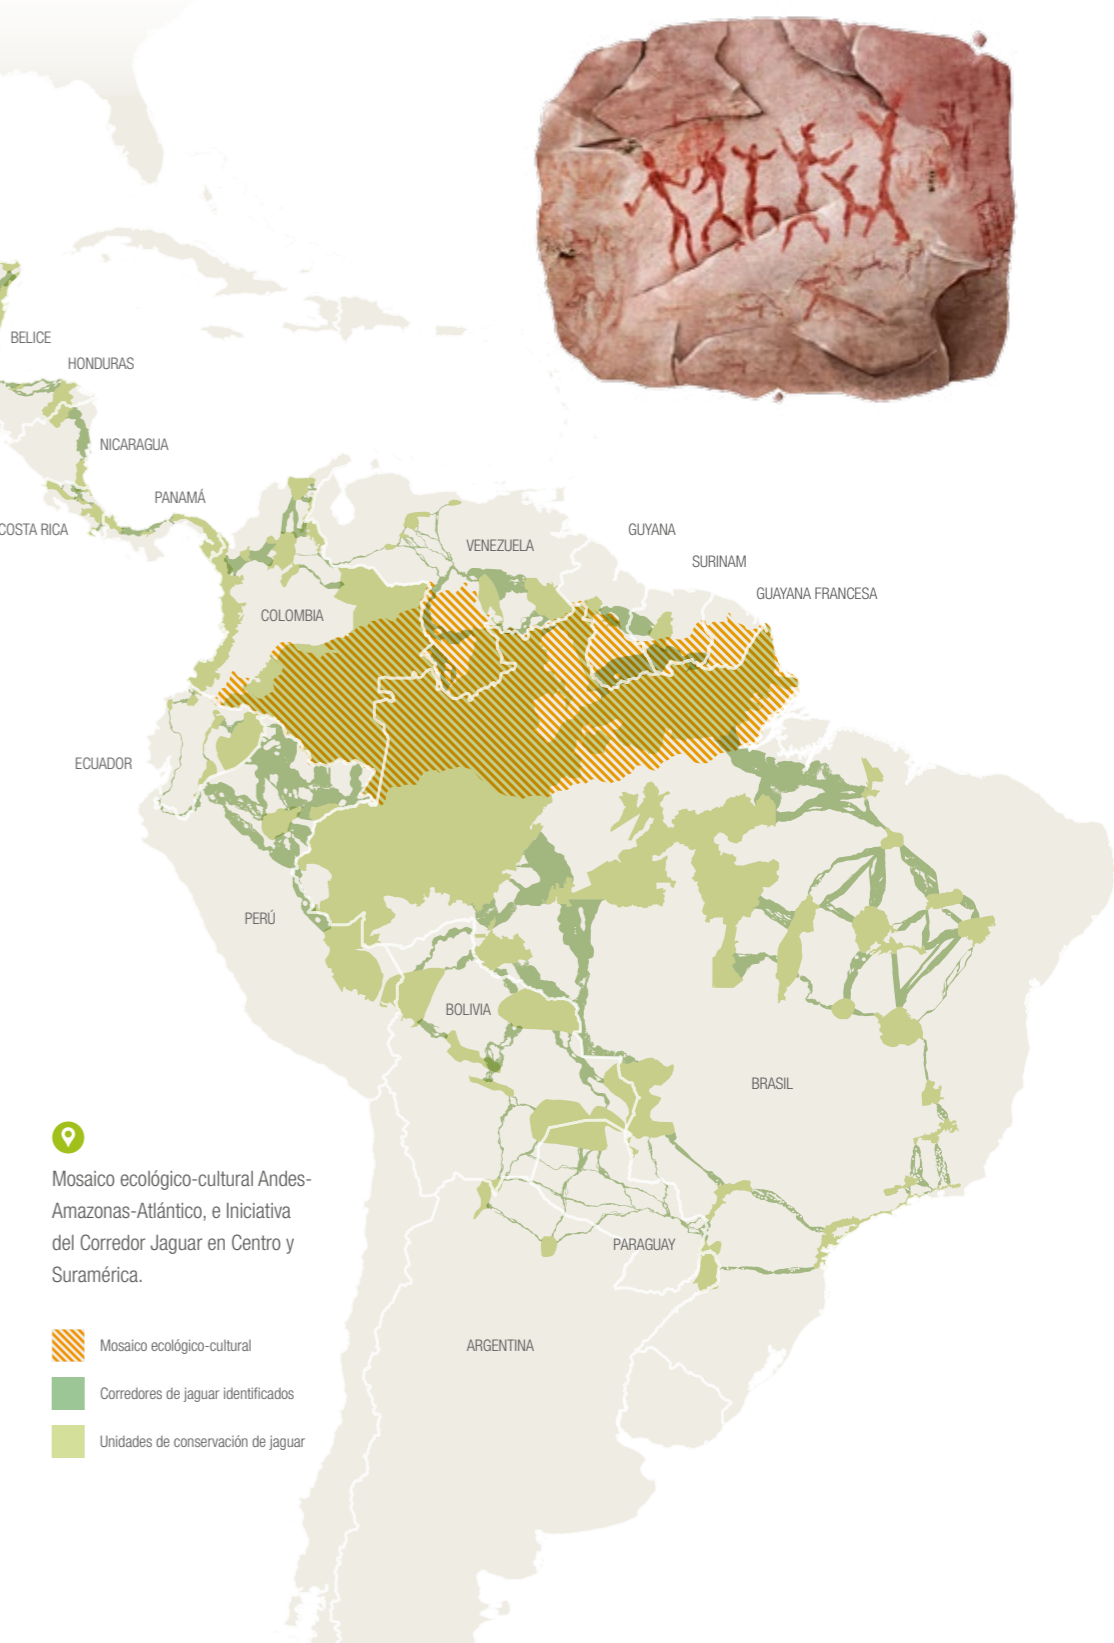 BELICE
HONDURAS
NICARAGUA
PANAMÁ
COSTA RICA
VENEZUELA
GUYANA
SURINAM
GUAYANA FRANCESA
COLOMBIA
ECUADOR
PERÚ
BOLIVIA
BRASIL
PARAGUAY
ARGENTINA
Mosaico ecológico-cultural Andes-
Amazonas-Atlántico, e Iniciativa
del Corredor Jaguar en Centro y
Suramérica.
Mosaico ecológico-cultural
Corredores de jaguar identificados
Unidades de conservación de jaguar